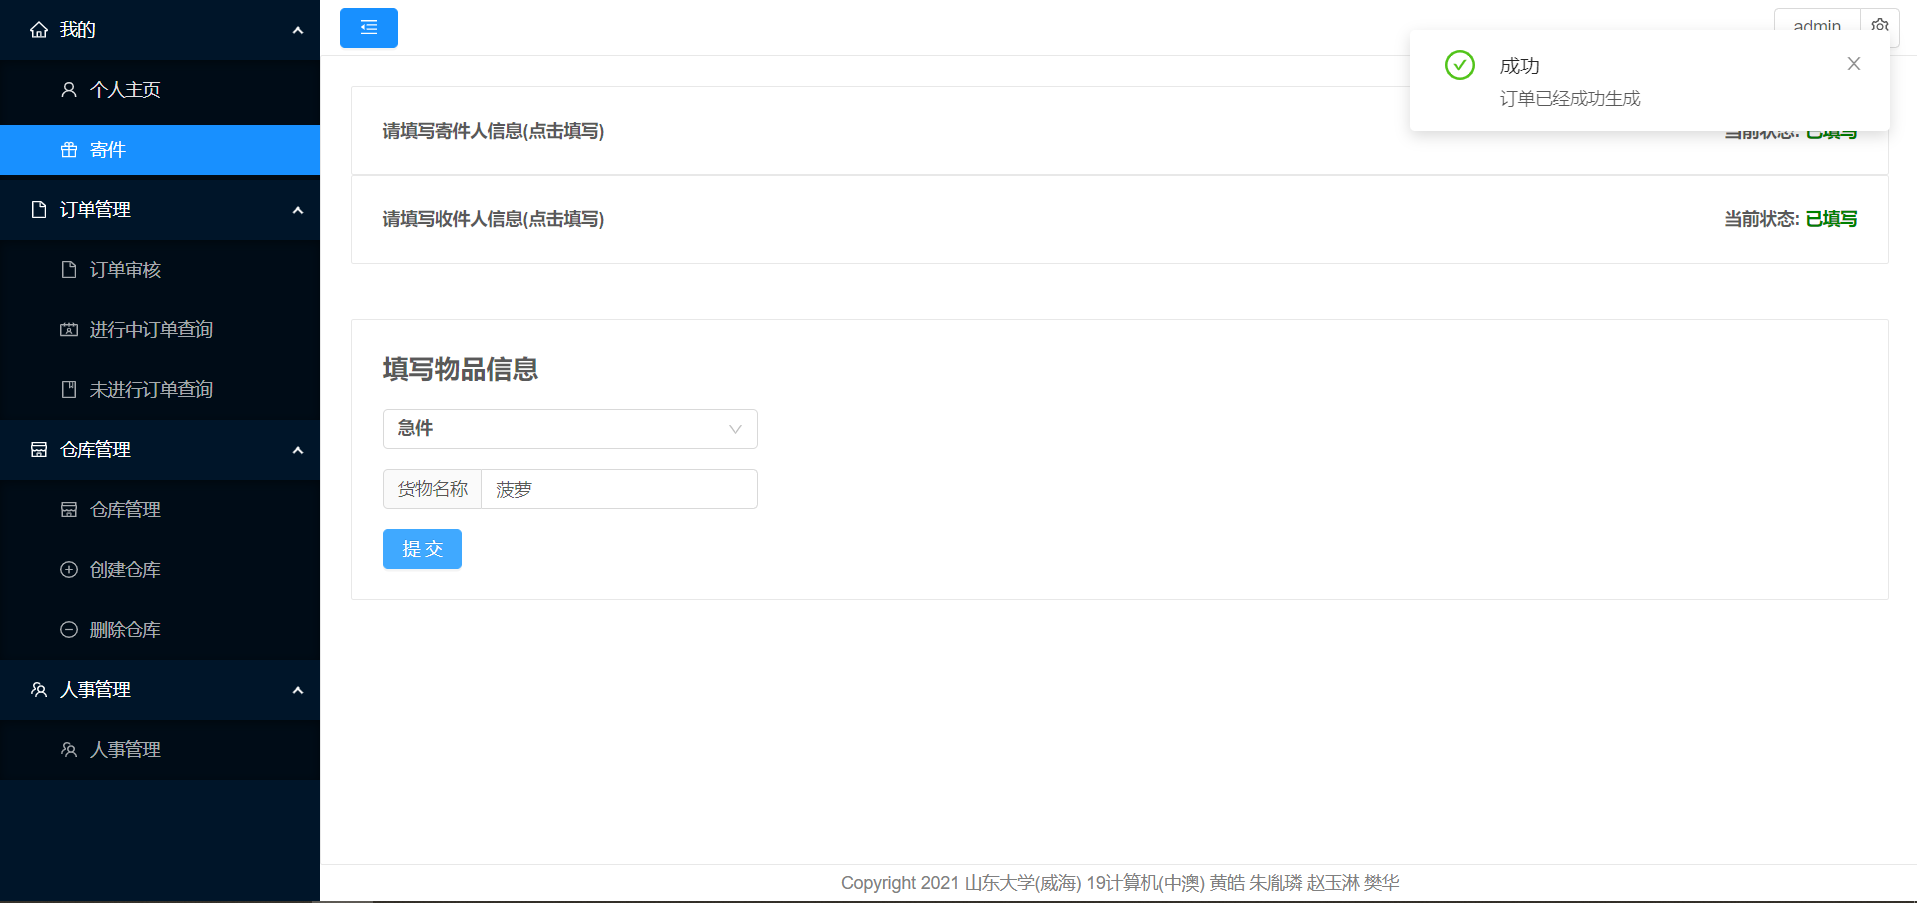 我的
个人主页
寄件
订单管理
订单审核
进行中订单查询
未进行订单查询
仓库管理
仓库管理
创建仓库
删除仓库
人事管理
人事管理
admin
成功
订单已经成功生成
请填写寄件人信息(点击填写)
当前状态: 已填写
请填写收件人信息(点击填写)
当前状态: 已填写
填写物品信息
急件
货物名称 菠萝
提 交
Copyright 2021 山东大学(威海) 19计算机(中澳) 黄皓 朱胤璘 赵玉淋 樊华